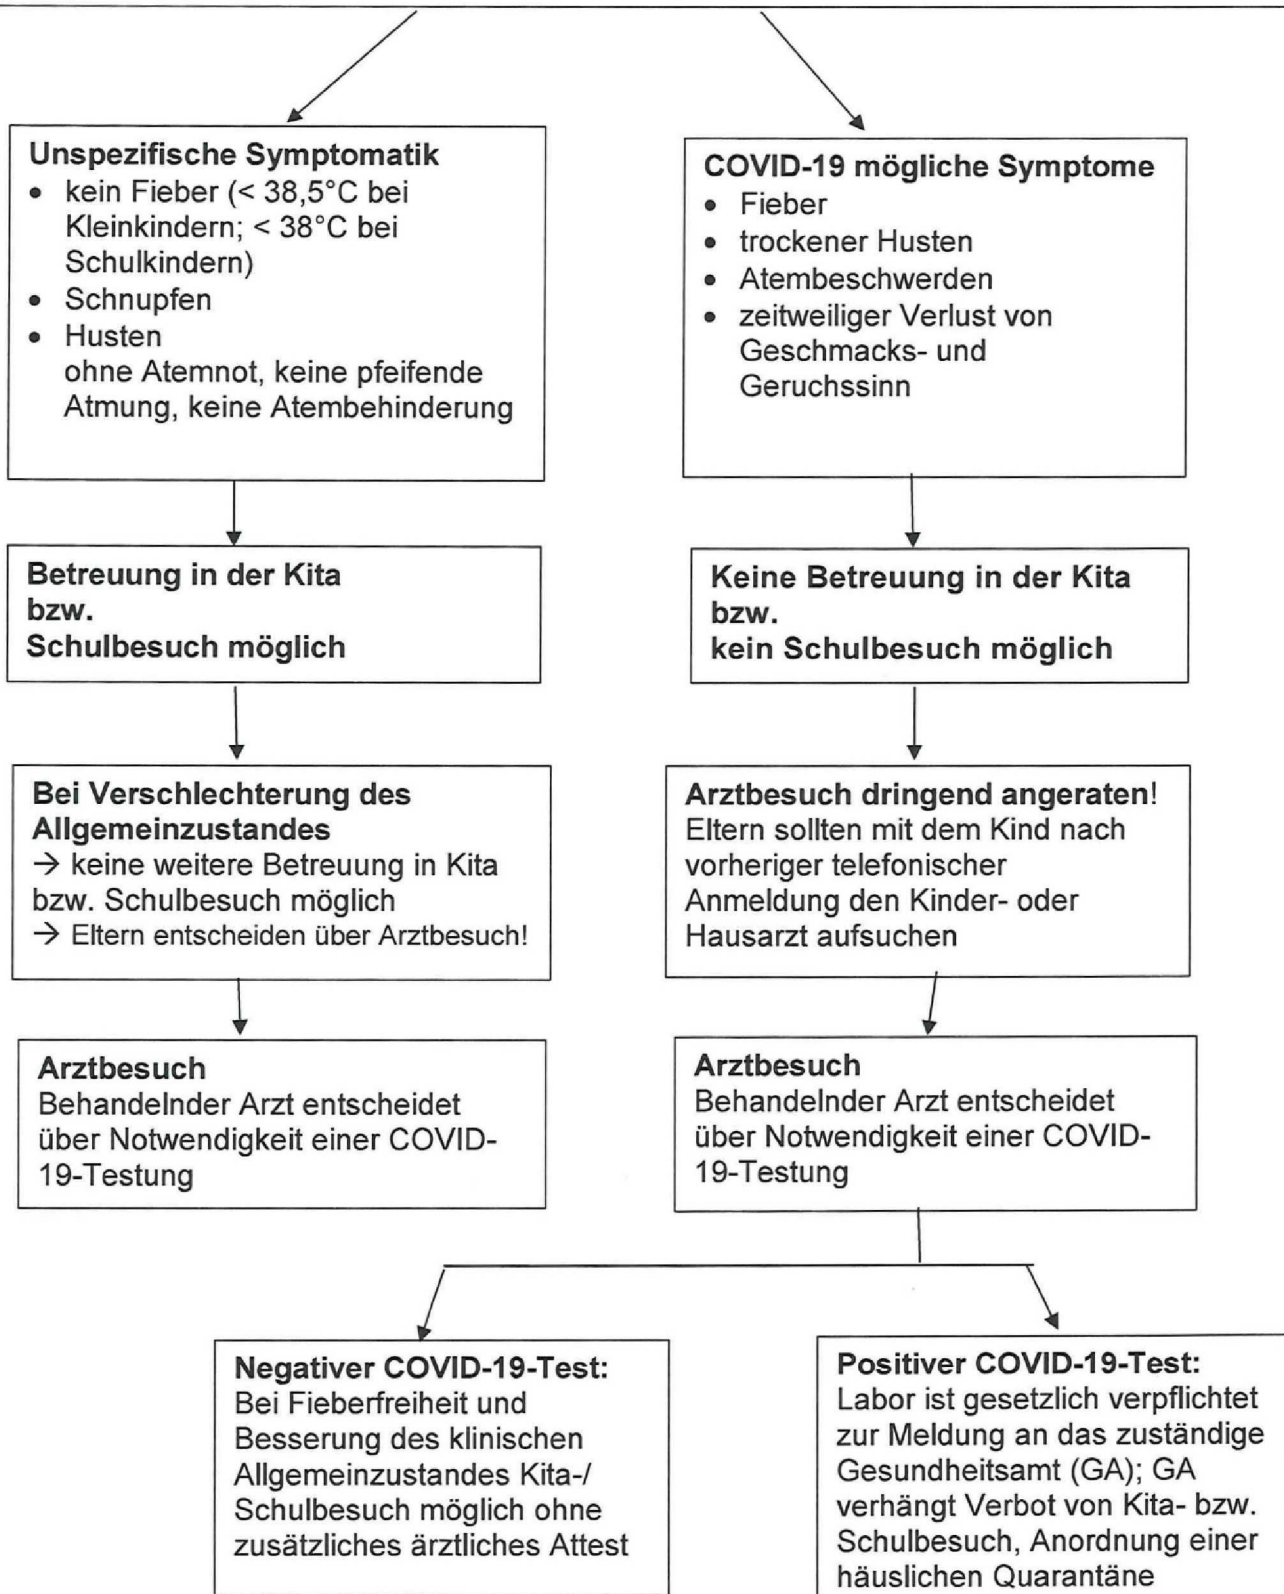 Unspezifische Symptomatik
• kein Fieber (< 38,5°C bei
Kleinkindern; < 38°C bei
Schulkindern)
• Schnupfen
• Husten
ohne Atemnot, keine pfeifende
Atmung, keine Atembehinderung
COVID-19 mögliche Symptome
• Fieber
• trockener Husten
• Atembeschwerden
• zeitweiliger Verlust von
Geschmacks- und
Geruchssinn
Betreuung in der Kita
bzw.
Schulbesuch möglich
Keine Betreuung in der Kita
bzw.
kein Schulbesuch möglich
Bei Verschlechterung des
Allgemeinzustandes
→ keine weitere Betreuung in Kita
bzw. Schulbesuch möglich
→ Eltern entscheiden über Arztbesuch!
Arztbesuch dringend angeraten!
Eltern sollten mit dem Kind nach
vorheriger telefonischer
Anmeldung den Kinder- oder
Hausarzt aufsuchen
Arztbesuch
Behandelnder Arzt entscheidet
über Notwendigkeit einer COVID-
19-Testung
Arztbesuch
Behandelnder Arzt entscheidet
über Notwendigkeit einer COVID-
19-Testung
Negativer COVID-19-Test:
Bei Fieberfreiheit und
Besserung des klinischen
Allgemeinzustandes Kita-/
Schulbesuch möglich ohne
zusätzliches ärztliches Attest
Positiver COVID-19-Test:
Labor ist gesetzlich verpflichtet
zur Meldung an das zuständige
Gesundheitsamt (GA); GA
verhängt Verbot von Kita- bzw.
Schulbesuch, Anordnung einer
häuslichen Quarantäne